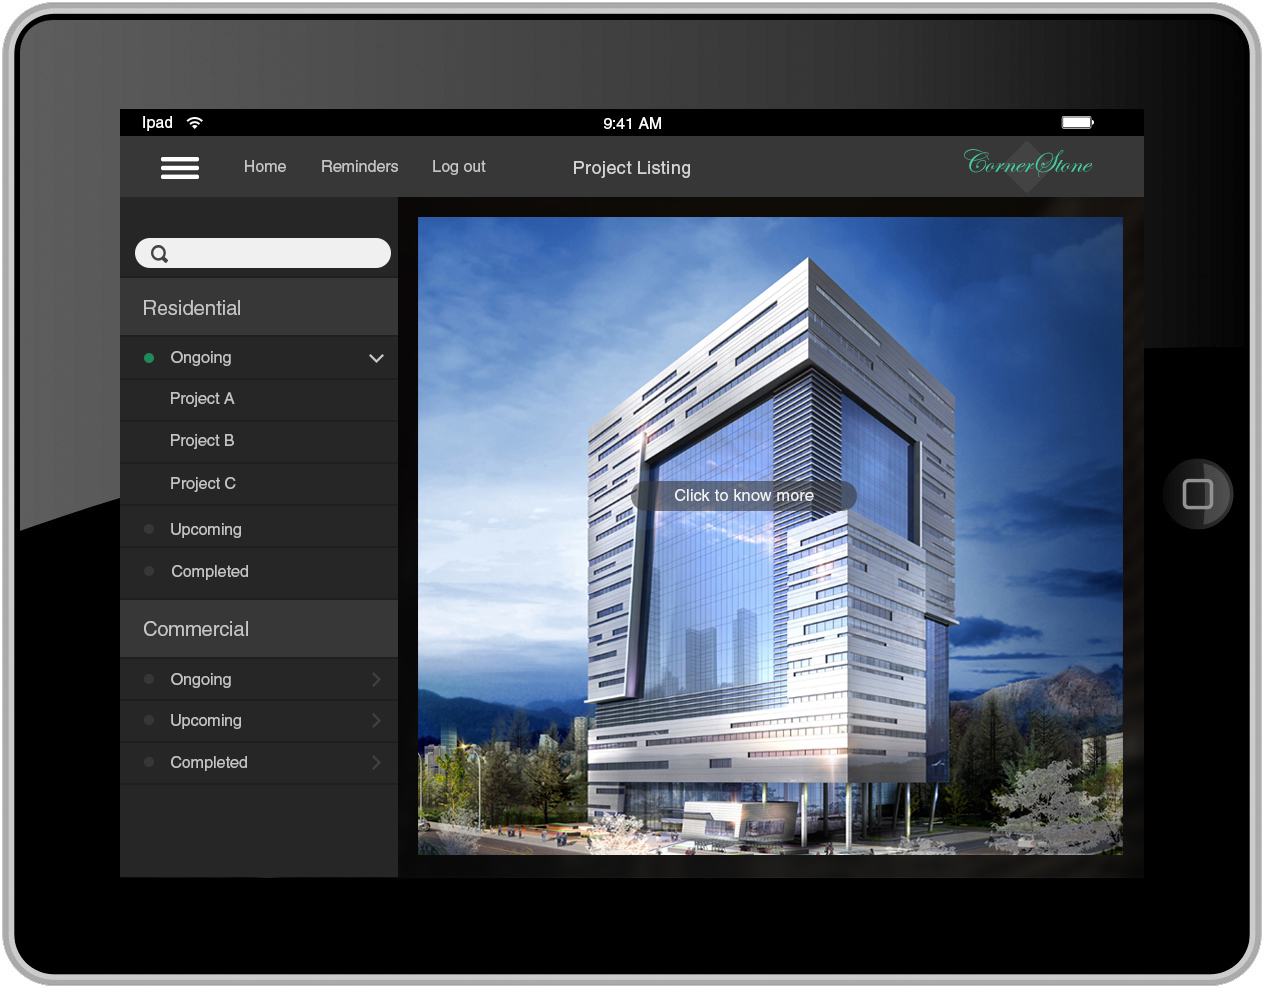 Ipad 9:41 AM
Home Reminders Log out Project Listing CornerStone
Residential
Ongoing
Project A
Project B
Project C
Upcoming
Completed
Commercial
Ongoing
Upcoming
Completed
Click to know more